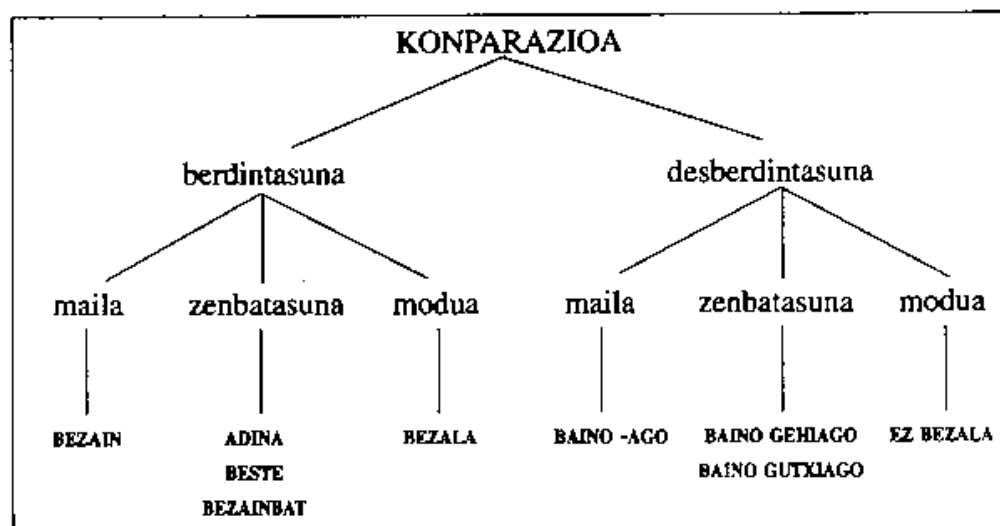 KONPARAZIOA
berdintasuna desberdintasuna
maila zenbatasuna modua maila zenbatasuna modua
BEZAIN ADINA BEZALA BAINO -AGO BAINO GEHIAGO EZ BEZALA
BESTE BAINO GUTXIAGO
BEZAINBAT